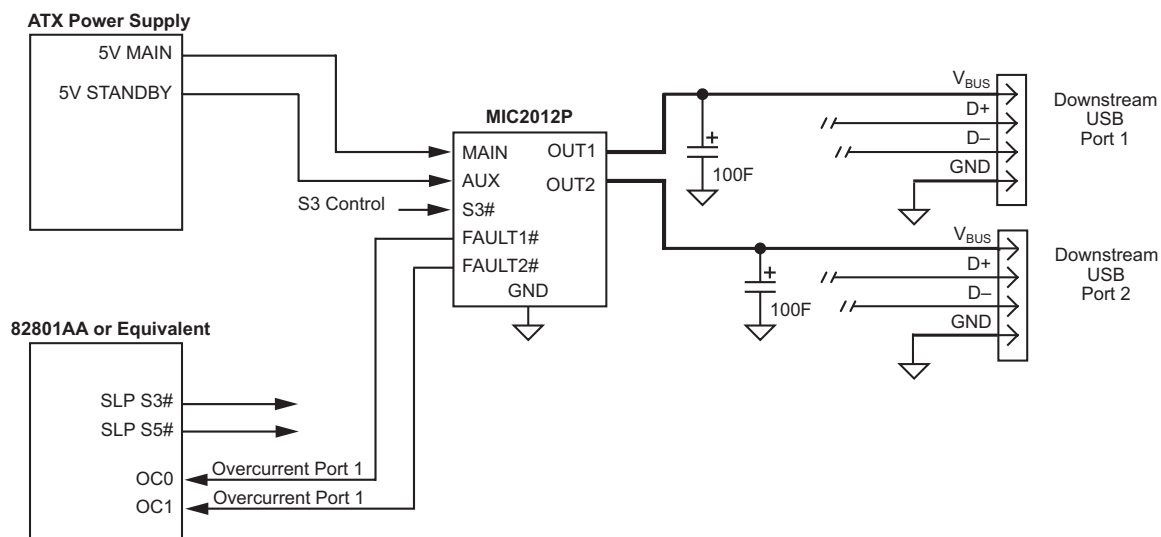 ATX Power Supply
5V MAIN
5V STANDBY
MIC2012P
MAIN
AUX
S3#
FAULT1#
FAULT2#
GND
OUT1
OUT2
S3 Control
100F
100F
VBUS
D+
D–
GND
Downstream
USB
Port 1
VBUS
D+
D–
GND
Downstream
USB
Port 2
82801AA or Equivalent
SLP S3#
SLP S5#
OC0
OC1
Overcurrent Port 1
Overcurrent Port 1